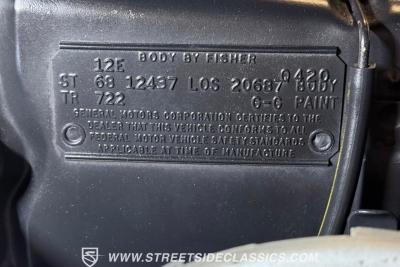 BODY BY FISHER
12E O420
ST 68 12437 LOS 20687 BODY
TR 722 G-G PAINT
GENERAL MOTORS CORPORATION CERTIFIES TO THE
DEALER THAT THIS VEHICLE CONFORMS TO ALL
FEDERAL MOTOR VEHICLE SAFETY STANDARDS
APPLICABLE AT TIME OF MANUFACTURE
WWW.STREETSIDECLASSICS.COM